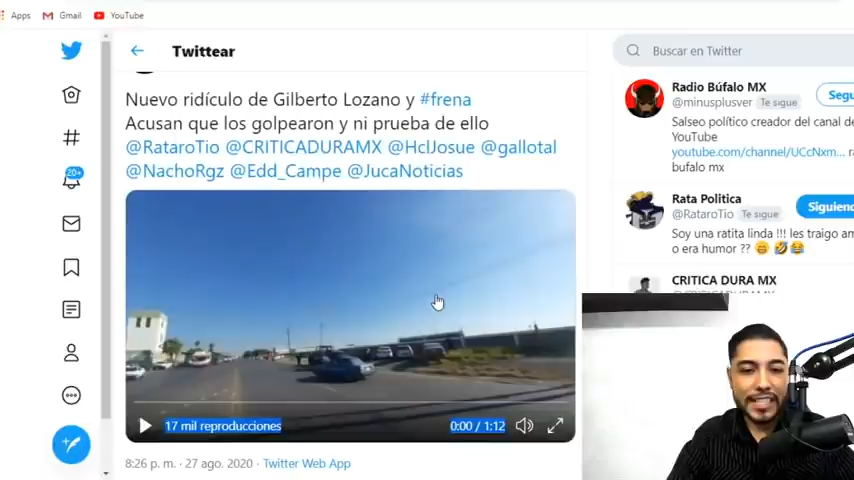 Apps
Gmail
YouTube
Twittear
Buscar en Twitter
20+
Nuevo ridículo de Gilberto Lozano y #frena
Acusan que los golpearon y ni prueba de ello
@RataroTio @CRITICADURAMX @HclJosue @gallotal
@NachoRgz @Edd_Campe @JucaNoticias
17 mil reproducciones
0:00 / 1:12
8:26 p. m. · 27 ago. 2020 · Twitter Web App
Radio Búfalo MX
@minusplusver Te sigue
Segu
Salseo político creador del canal de
YouTube
youtube.com/channel/UCcNxm... ra
bufalo mx
Rata Politica
@RataroTio Te sigue
Siguiend
Soy una ratita linda !!! les traigo am
o era humor ??
CRITICA DURA MX